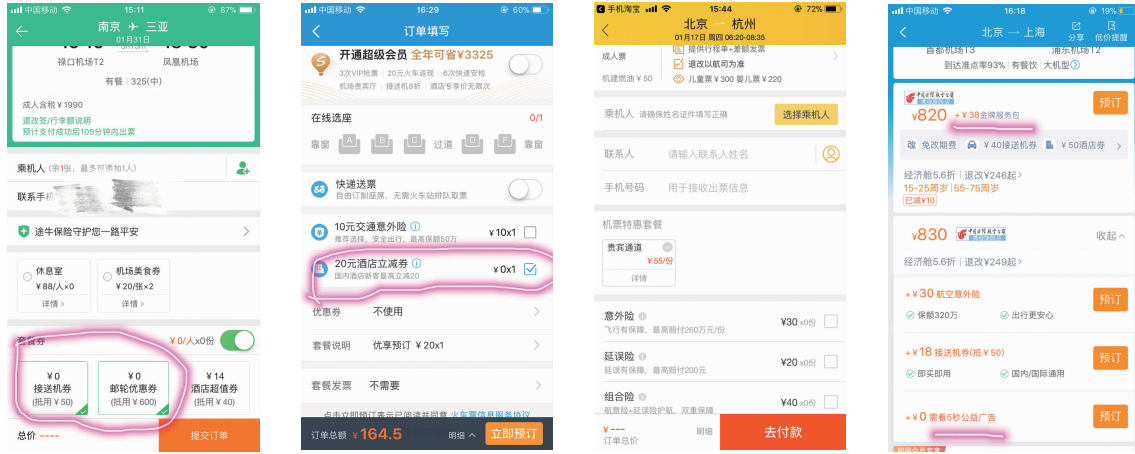 中国移动
15:11
87%
南京 三亚
01月31日
禄口机场T2
凤凰机场
有餐 325(中)
成人含税¥1990
退改签/行李额说明
预计支付成功后105分钟内出票
乘机人 (余1张，最多可添加1人)
联系手机
途牛保险守护您一路平安
休息室
¥88/人×0
详情>
机场美食券
¥20/张×2
详情>
套餐券
¥0/人x0份
¥0
接送机券
(抵用¥50)
¥0
邮轮优惠券
(抵用¥600)
¥14
酒店超值券
(抵用¥40)
总价 ----
提交订单
中国移动
16:29
60%
订单填写
开通超级会员 全年可省¥3325
3次VIP抢票 20元火车返现 6次快速安检
机场贵宾厅 接送机8折 酒店专享价无限次
在线选座
0/1
靠窗 A B C 过道 D E 靠窗
快递送票
自由订制座席，无需火车站排队取票
10元交通意外险
推荐选择，安全出行，最高保额50万
¥10x1
20元酒店立减券
国内酒店新客最高立减20
¥0x1
优惠券 不使用
套餐说明 优享预订 ¥20x1
套餐发票 不需要
点击立即预订表示已阅读并同意 火车票信息服务协议
订单总额 ¥164.5
明细
立即预订
手机淘宝
15:44
72%
北京 — 杭州
01月17日 周四 06:20-08:35
成人票
提供行程单+差额发票
退改以航司为准
机建燃油¥50
儿童票¥300 婴儿票¥220
乘机人 请确保姓名证件填写正确
选择乘机人
联系人 请输入联系人姓名
手机号码 用于接收出票信息
机票特惠套餐
贵宾通道
¥55/份
详情
意外险
飞行有保障，最高赔付260万元/份
¥30 x0份
延误险
延误有保障，最高赔付200元
¥20 x0份
组合险
航意险+延误险护航，双重保障
¥40 x0份
¥ ---
订单总价
明细
去付款
中国移动
16:18
19%
北京 — 上海
分享
低价提醒
首都机场T3
浦东机场T2
到达准点率93% 有餐饮 大机型
¥820 +¥38金牌服务包
预订
改 免改期费
¥40接送机券
¥50酒店券
经济舱5.6折 退改¥246起>
15-25周岁 55-75周岁
已减¥10
¥830
收起
经济舱5.6折 退改¥249起>
+¥30 航空意外险
预订
保额320万
出行更安心
+¥18 接送机券(抵¥50)
预订
即买即用
国内/国际通用
+¥0 需看5秒公益广告
预订